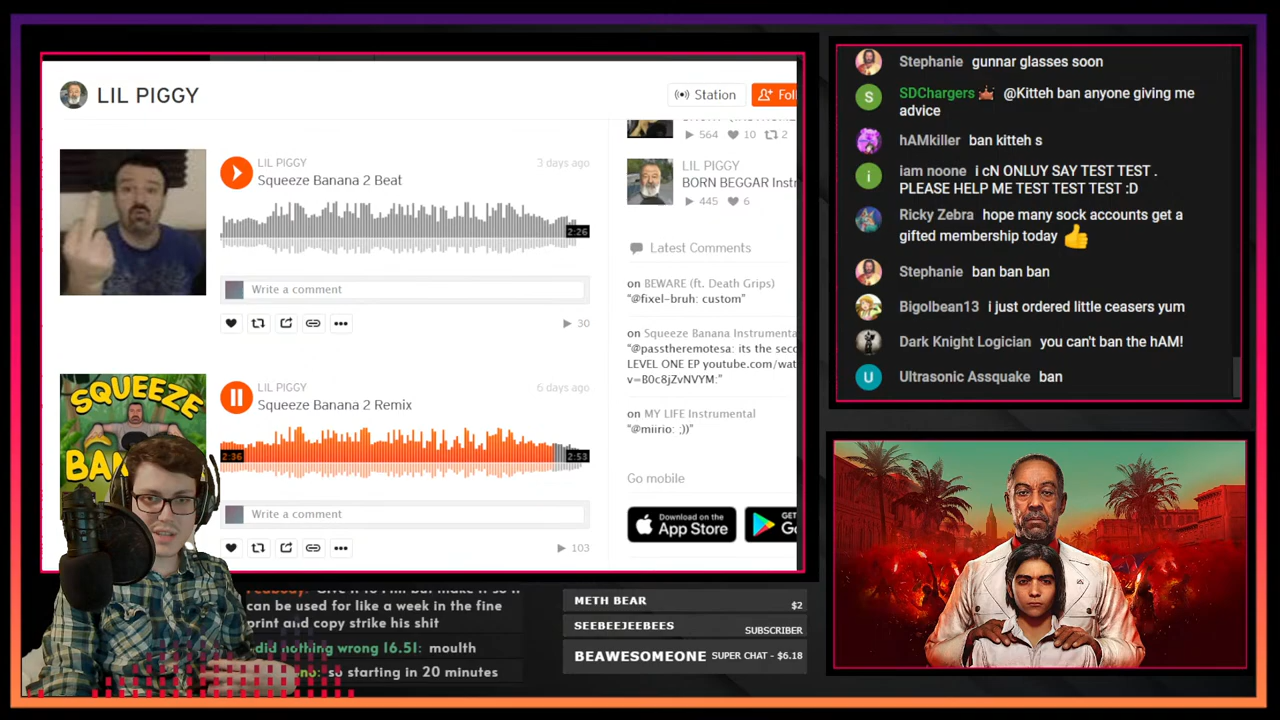 LIL PIGGY
Station
Foll
LIL PIGGY
3 days ago
Squeeze Banana 2 Beat
2:26
Write a comment
30
SQUEEZE
BAN
LIL PIGGY
6 days ago
Squeeze Banana 2 Remix
2:36
2:53
Write a comment
103
564 10 2
LIL PIGGY
BORN BEGGAR Instr
445 6
Latest Comments
on BEWARE (ft. Death Grips)
"@fixel-bruh: custom"
on Squeeze Banana Instrumenta
"@passtheremotesa: its the seco
LEVEL ONE EP youtube.com/wat
v=B0c8jZvNVYM:"
on MY LIFE Instrumental
"@miirio: ;))"
Go mobile
Download on the
App Store
GET
Go
Stephanie gunnar glasses soon
S
SDChargers @Kitteh ban anyone giving me
advice
hAMkiller ban kitteh s
i
iam noone i cN ONLUY SAY TEST TEST .
PLEASE HELP ME TEST TEST TEST :D
Ricky Zebra hope many sock accounts get a
gifted membership today
Stephanie ban ban ban
Bigolbean13 i just ordered little ceasers yum
Dark Knight Logician you can't ban the hAM!
U
Ultrasonic Assquake ban
can be used for like a week in the fine
print and copy strike his shit
did nothing wrong 16.51: moulth
so starting in 20 minutes
METH BEAR $2
SEEBEEJEEBEES SUBSCRIBER
BEAWESOMEONE SUPER CHAT - $6.18